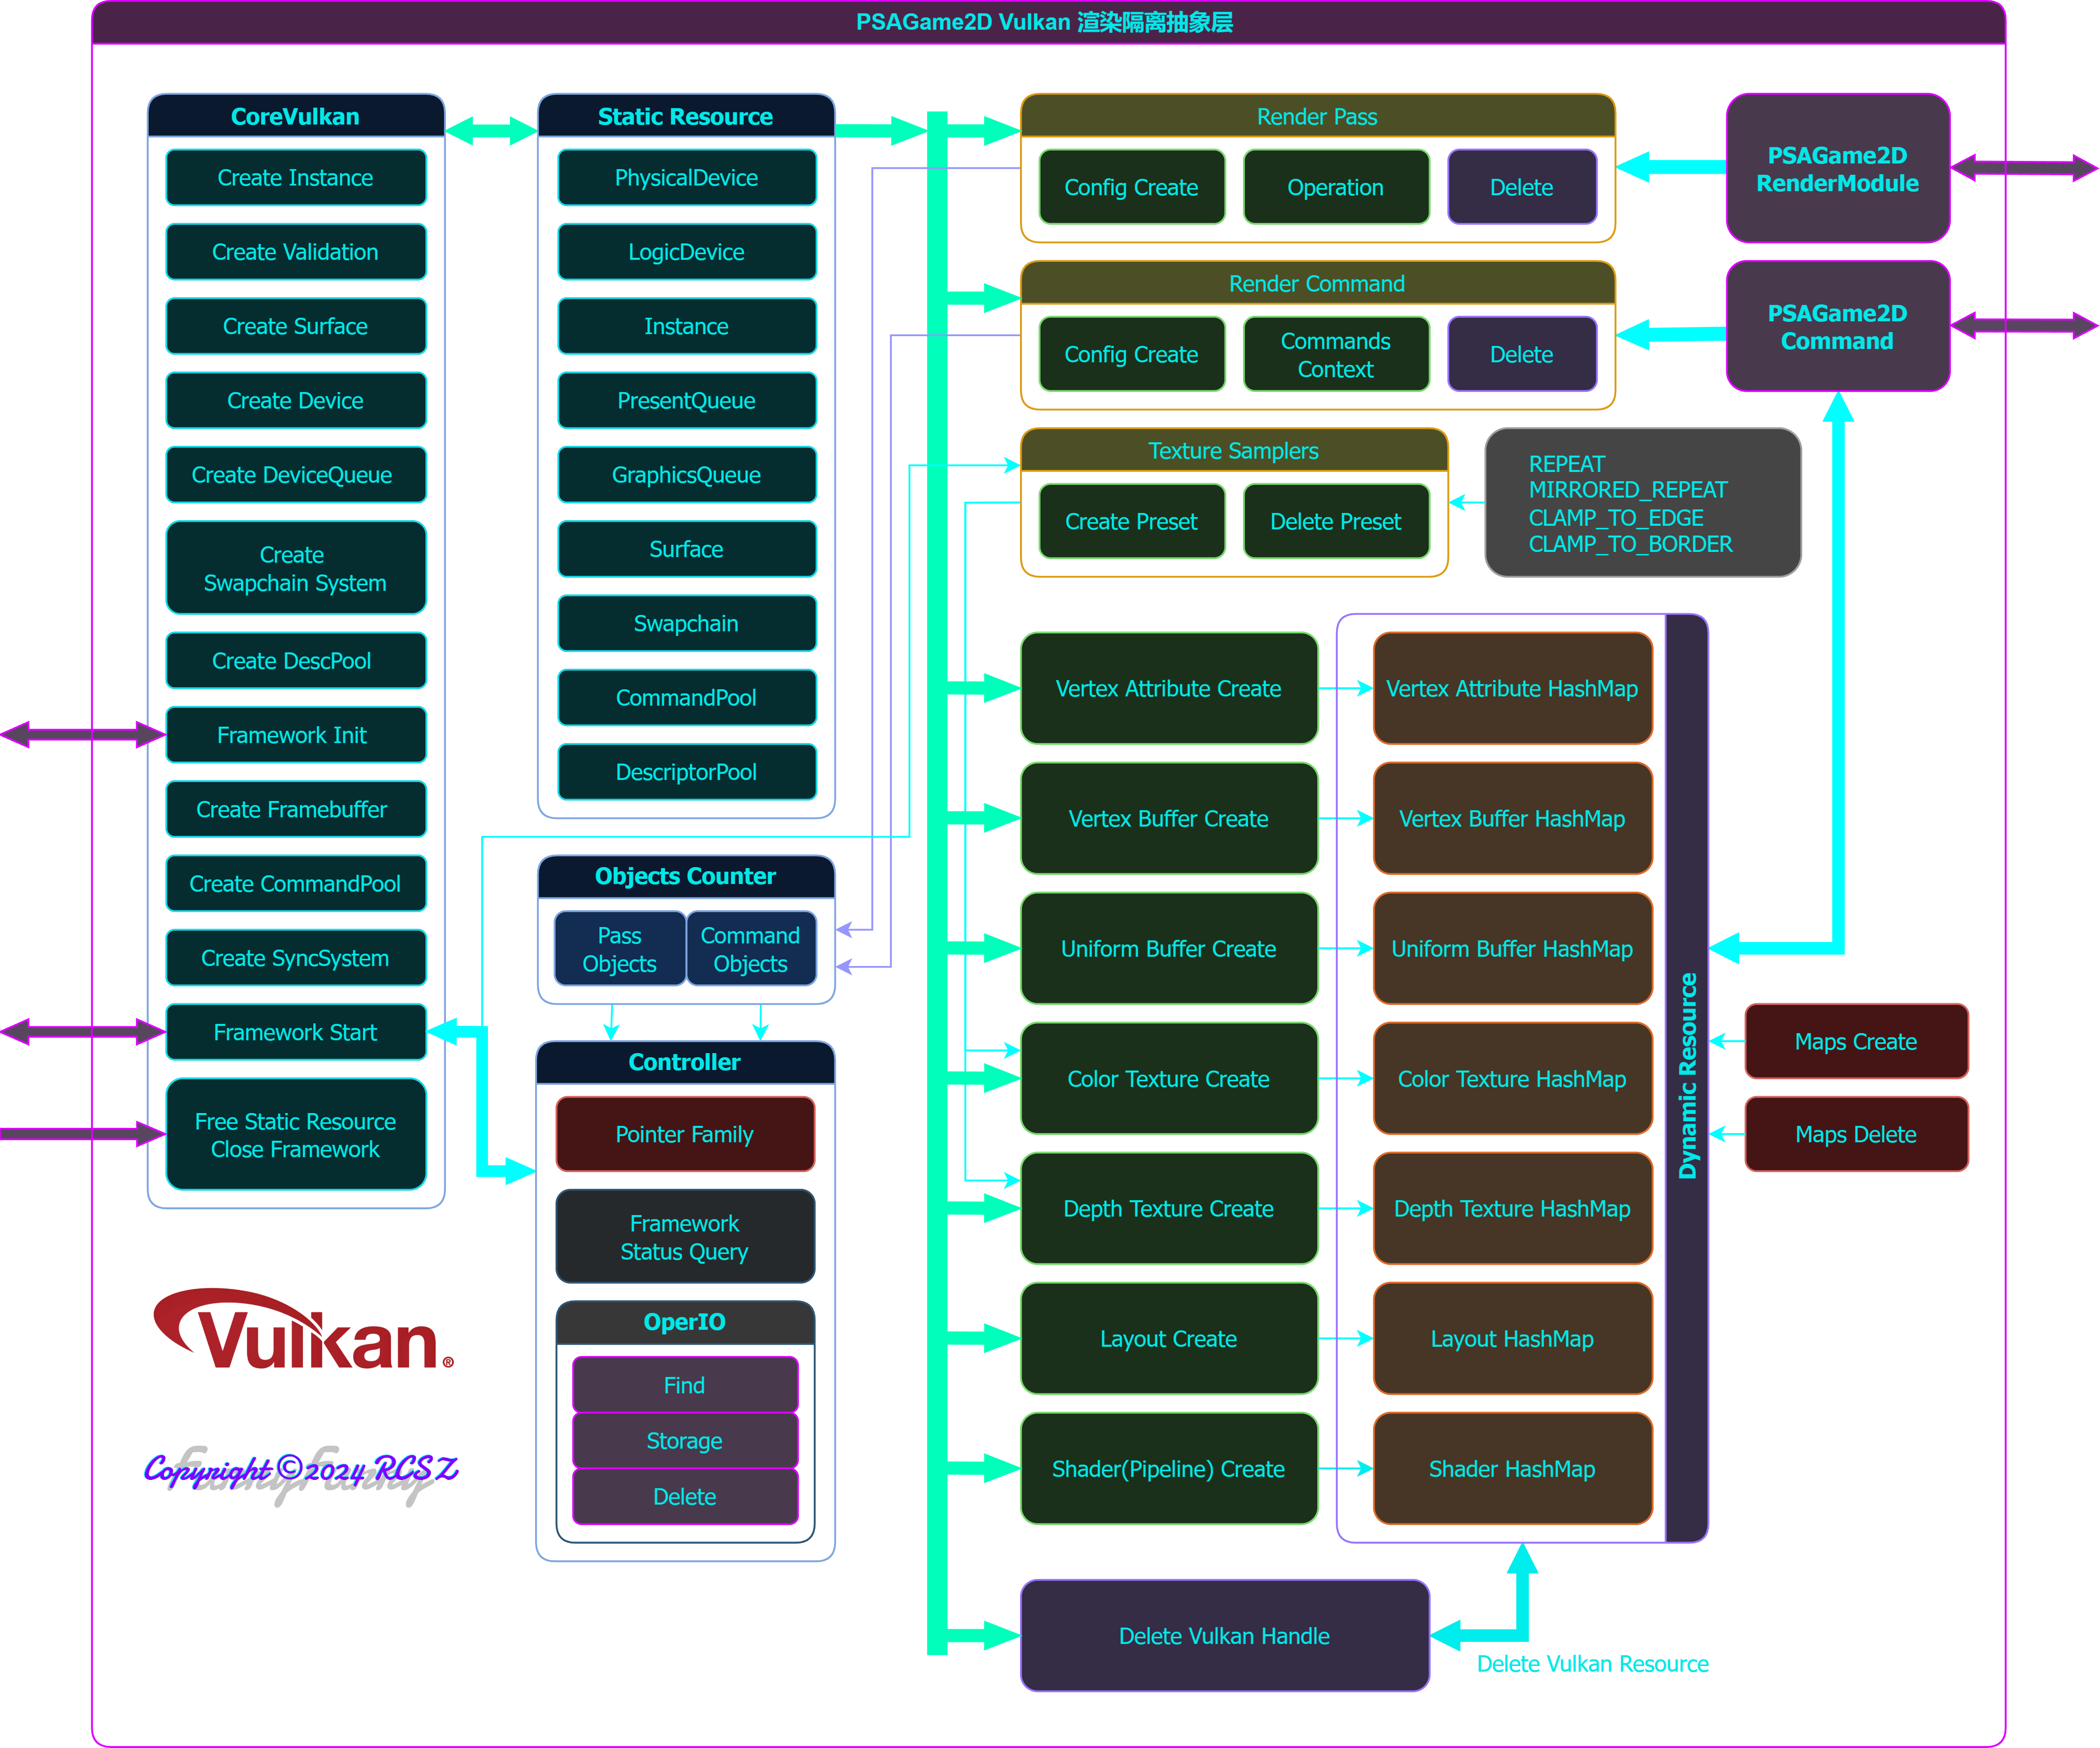 PSAGame2D Vulkan 渲染隔离抽象层
CoreVulkan
Create Instance
Create Validation
Create Surface
Create Device
Create DeviceQueue
Create
Swapchain System
Create DescPool
Framework Init
Create Framebuffer
Create CommandPool
Create SyncSystem
Framework Start
Free Static Resource
Close Framework
Static Resource
PhysicalDevice
LogicDevice
Instance
PresentQueue
GraphicsQueue
Surface
Swapchain
CommandPool
DescriptorPool
Objects Counter
Pass
Objects
Command
Objects
Controller
Pointer Family
Framework
Status Query
OperIO
Find
Storage
Delete
Render Pass
Config Create
Operation
Delete
Render Command
Config Create
Commands
Context
Delete
Texture Samplers
Create Preset
Delete Preset
REPEAT
MIRRORED_REPEAT
CLAMP_TO_EDGE
CLAMP_TO_BORDER
PSAGame2D
RenderModule
PSAGame2D
Command
Vertex Attribute Create
Vertex Attribute HashMap
Vertex Buffer Create
Vertex Buffer HashMap
Uniform Buffer Create
Uniform Buffer HashMap
Color Texture Create
Color Texture HashMap
Depth Texture Create
Depth Texture HashMap
Layout Create
Layout HashMap
Shader(Pipeline) Create
Shader HashMap
Dynamic Resource
Maps Create
Maps Delete
Delete Vulkan Handle
Delete Vulkan Resource
Vulkan®
Copyright ©2024 RCSZ